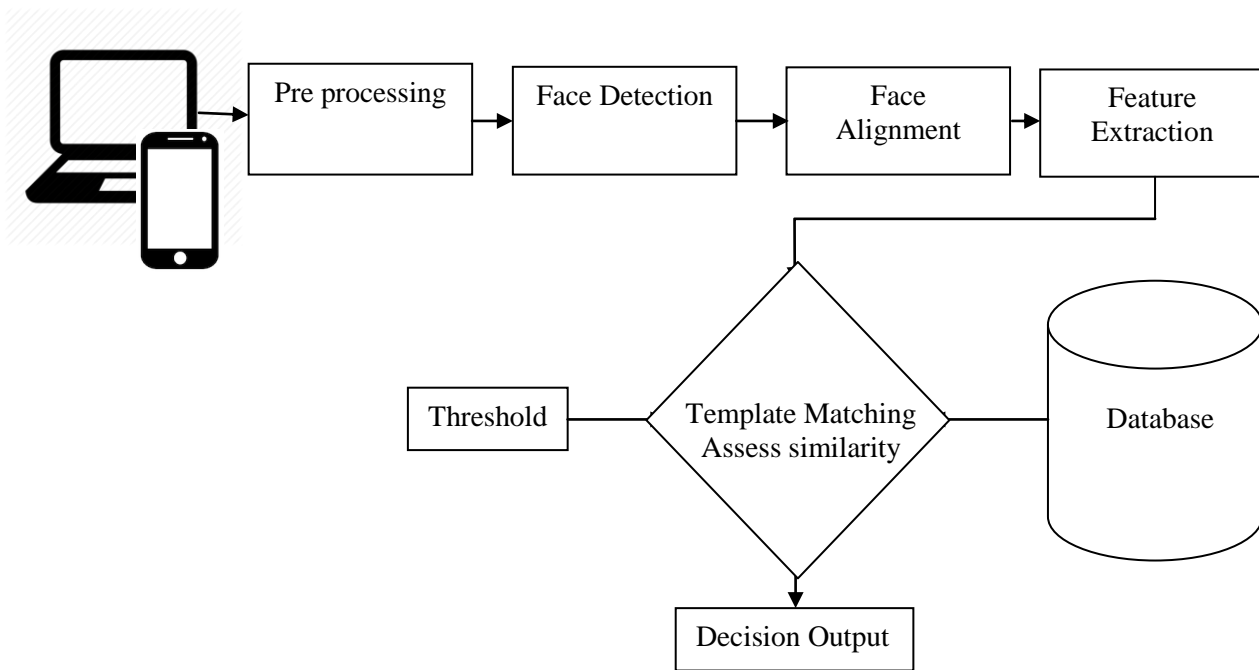 Pre processing
Face Detection
Face
Alignment
Feature
Extraction
Threshold
Template Matching
Assess similarity
Database
Decision Output